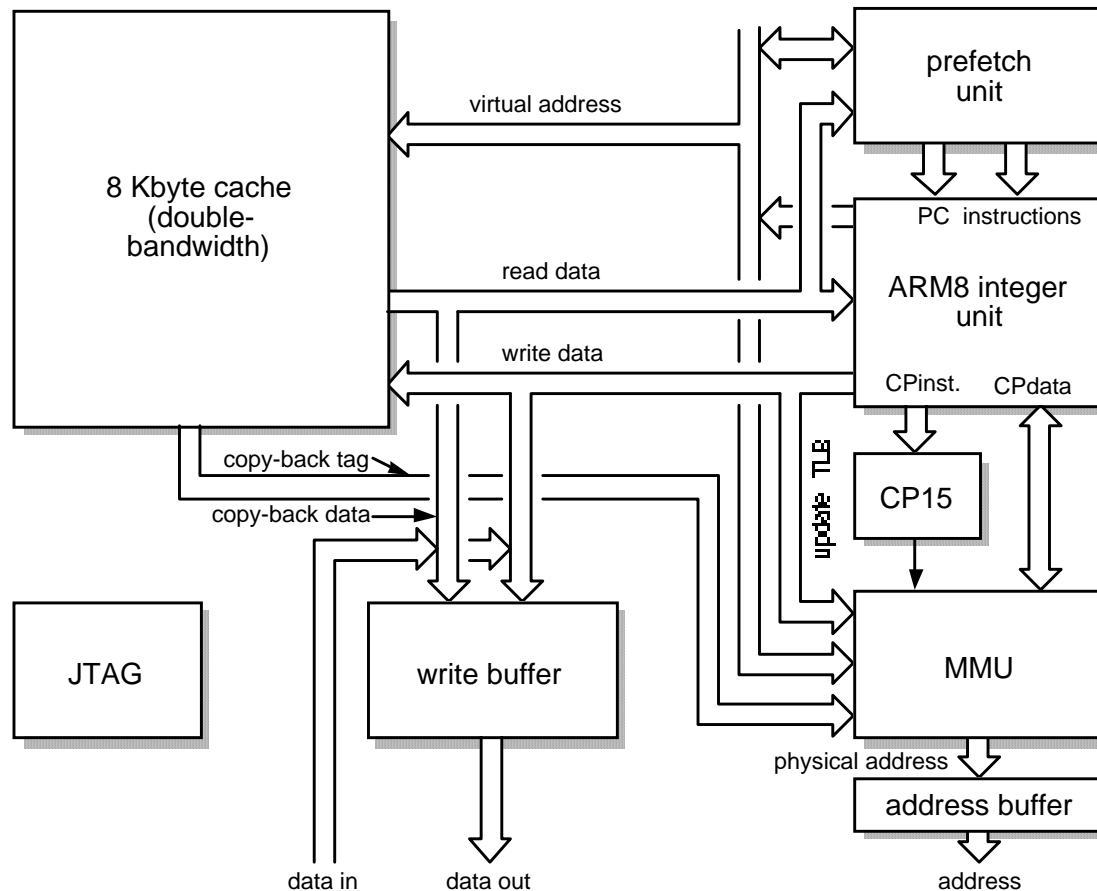 prefetch
unit
virtual address
8 Kbyte cache
(double-
bandwidth)
PC instructions
read data
ARM8 integer
unit
write data
CPinst.
CPdata
copy-back tag
update TLB
CP15
copy-back data
JTAG
write buffer
MMU
physical address
address buffer
data in
data out
address